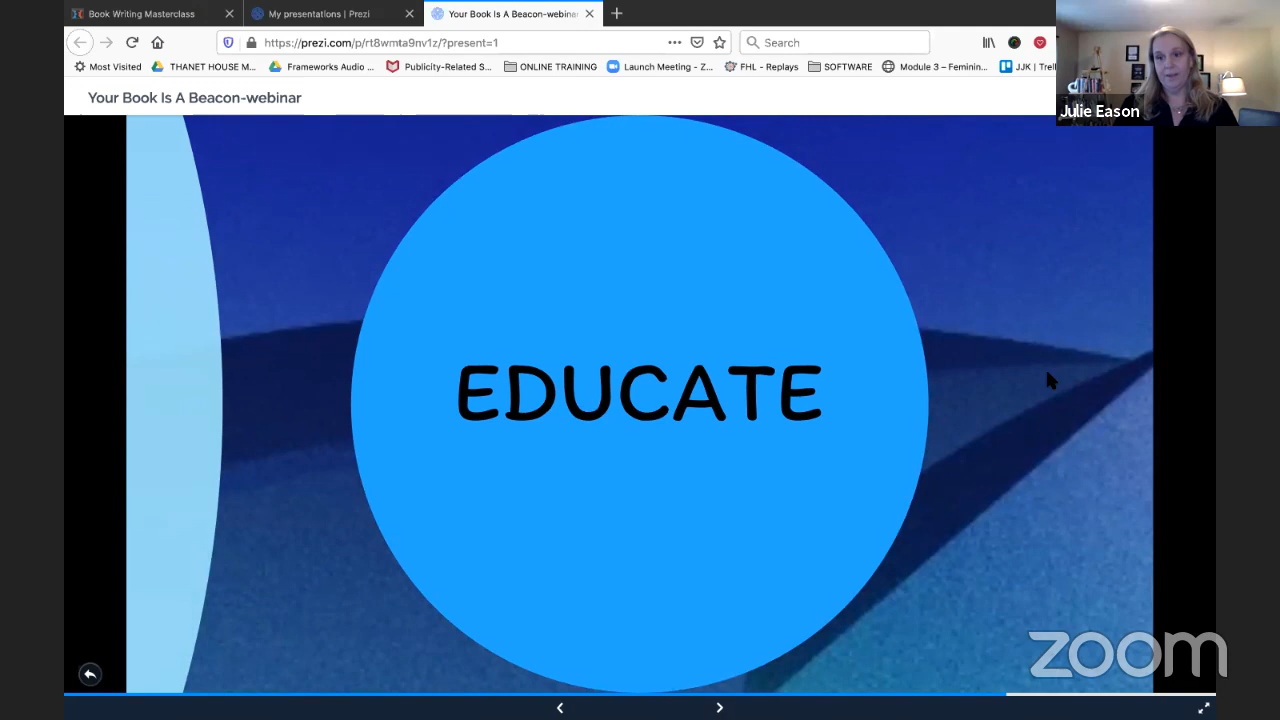 Book Writing Masterclass
My presentations | Prezi
Your Book Is A Beacon-webina
https://prezi.com/p/rt8wmta9nv1z/?present=1
Search
Most Visited
THANET HOUSE M...
Frameworks Audio ...
Publicity-Related S...
ONLINE TRAINING
Launch Meeting - Z...
FHL - Replays
SOFTWARE
Module 3 – Feminin...
JJK | Trell
Julie Eason
Your Book Is A Beacon-webinar
EDUCATE
zoom